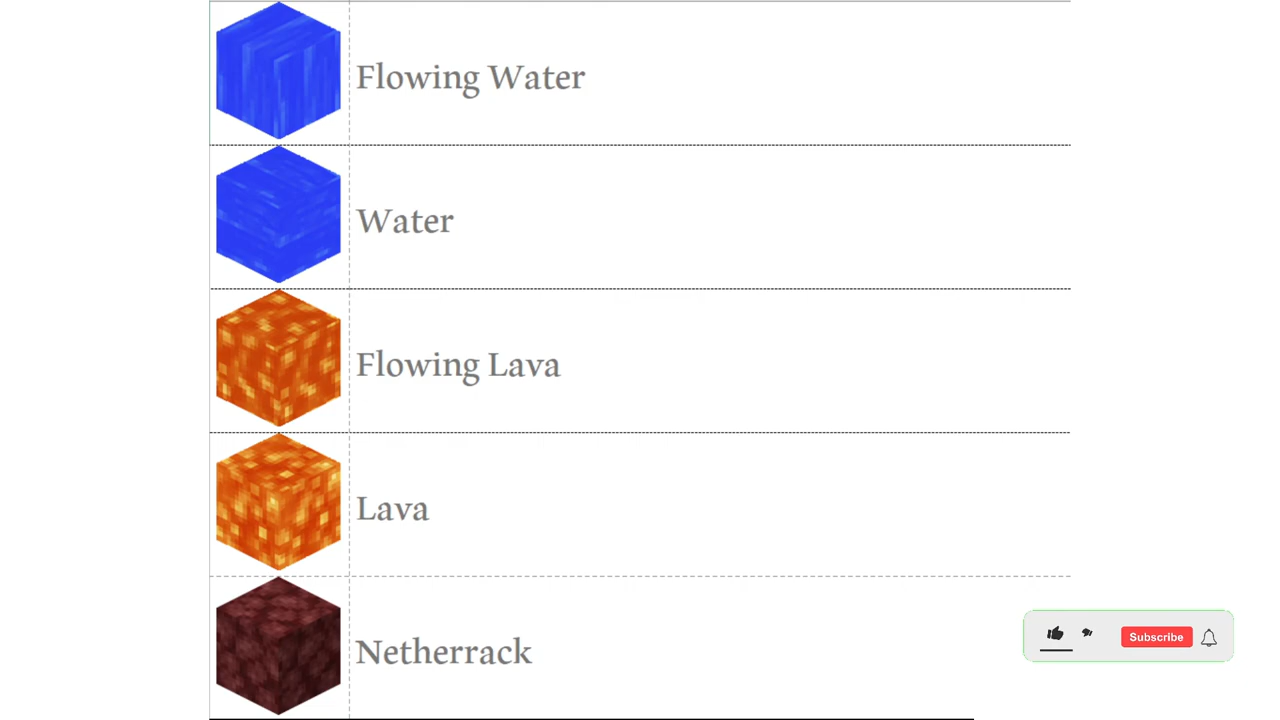 Flowing Water
Water
Flowing Lava
Lava
Netherrack
Subscribe